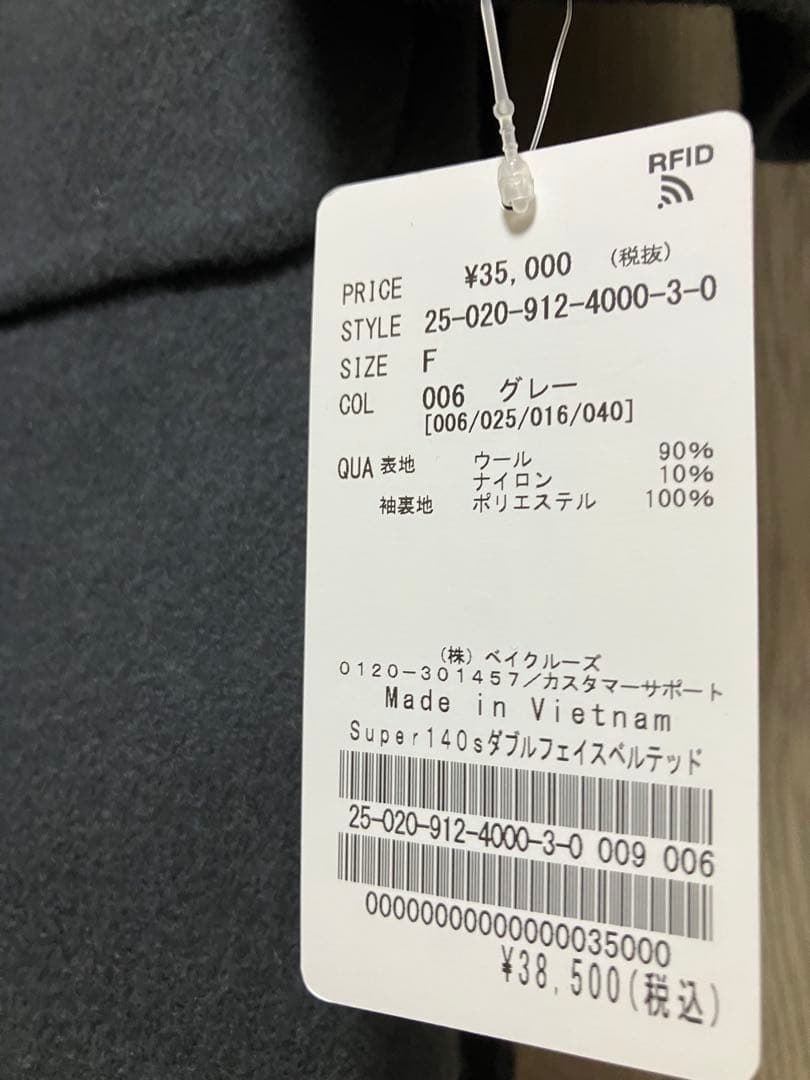 RFID
PRICE ¥35,000 (税抜)
STYLE 25-020-912-4000-3-0
SIZE F
COL 006 グレー
[006/025/016/040]
QUA 表地 ウール 90%
ナイロン 10%
袖裏地 ポリエステル 100%
(株) ベイクルーズ
0120-301457/カスタマーサポート
Made in Vietnam
Super140sダブルフェイスベルテッド
25-020-912-4000-3-0 009 006
00000000000000035000
¥38,500(税込)